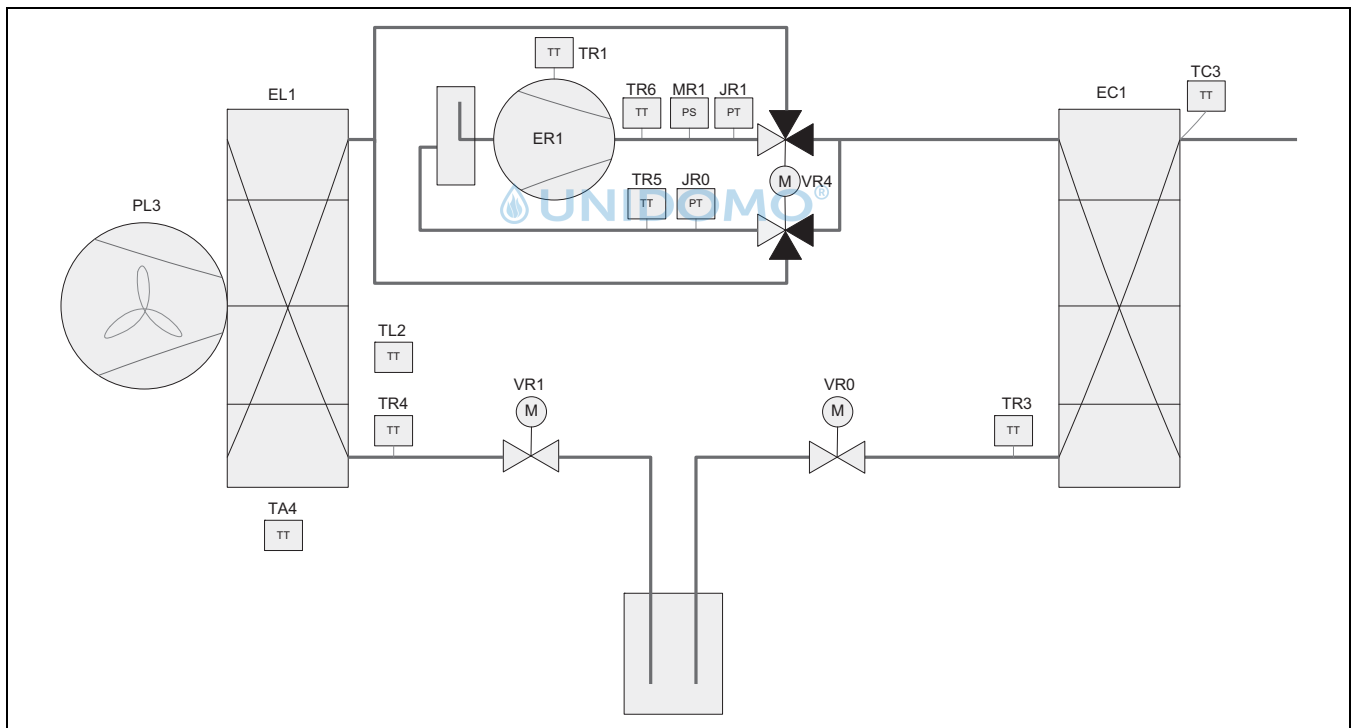 TT TR1
TC3
EL1
TR6 MR1 JR1
EC1
TT
TT PS PT
ER1
M VR4
TR5 JR0
PL3
UNIDOMO®
TT PT
TL2
TT
VR1 VR0
TR4 M M TR3
TT TT
TA4
TT